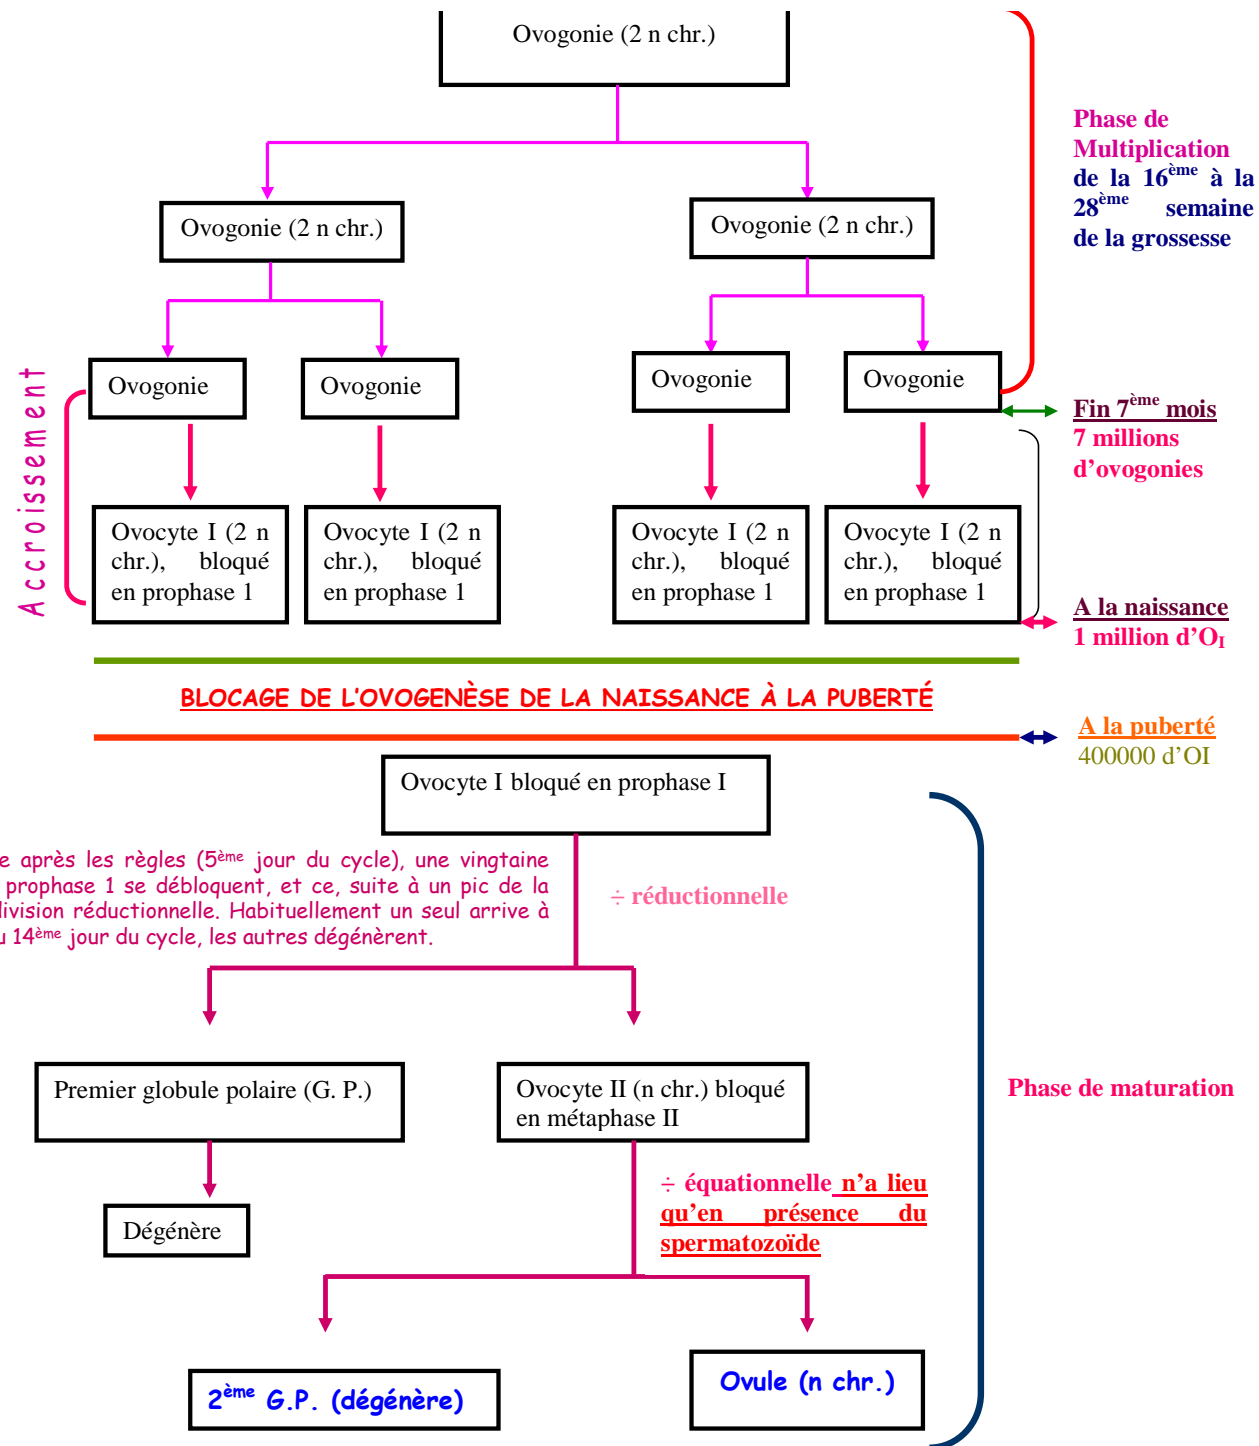 Ovogonie (2 n chr.)
Phase de
Multiplication
de la 16ème à la
28ème semaine
de la grossesse
Ovogonie (2 n chr.)
Ovogonie (2 n chr.)
Ovogonie
Ovogonie
Ovogonie
Ovogonie
Accroissement
Fin 7ème mois
7 millions
d’ovogonies
Ovocyte I (2 n
chr.), bloqué
en prophase 1
Ovocyte I (2 n
chr.), bloqué
en prophase 1
Ovocyte I (2 n
chr.), bloqué
en prophase 1
Ovocyte I (2 n
chr.), bloqué
en prophase 1
A la naissance
1 million d’OI
BLOCAGE DE L’OVOGENÈSE DE LA NAISSANCE À LA PUBERTÉ
A la puberté
400000 d’OI
Ovocyte I bloqué en prophase I
e après les règles (5ème jour du cycle), une vingtaine
prophase 1 se débloquent, et ce, suite à un pic de la
division réductionnelle. Habituellement un seul arrive à
u 14ème jour du cycle, les autres dégénèrent.
÷ réductionnelle
Premier globule polaire (G. P.)
Ovocyte II (n chr.) bloqué
en métaphase II
Phase de maturation
÷ équationnelle n’a lieu
qu’en présence du
spermatozoïde
Dégénère
2ème G.P. (dégénère)
Ovule (n chr.)